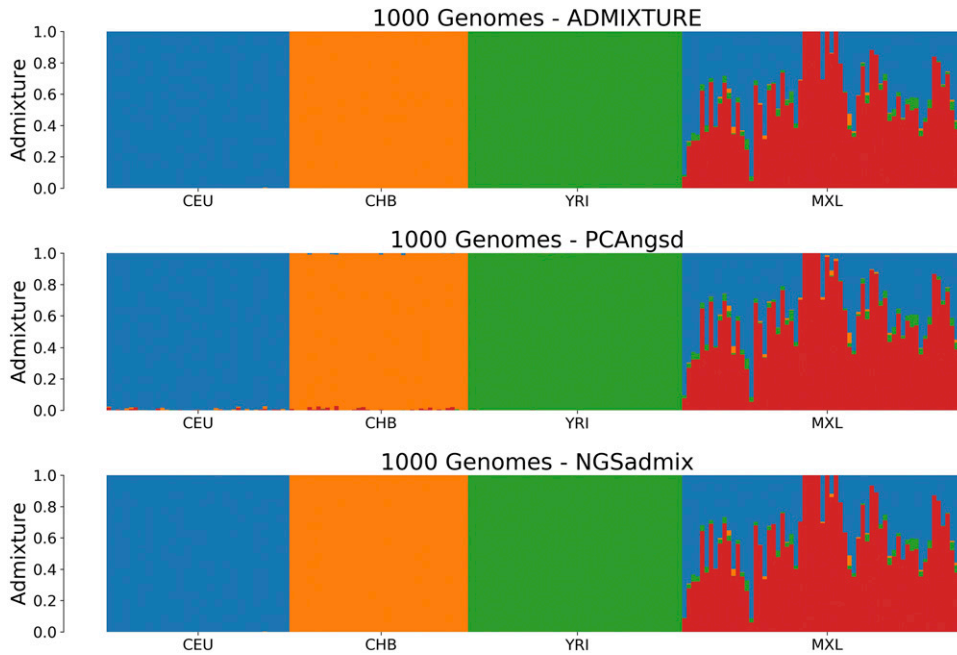 1000 Genomes - ADMIXTURE
1.0
0.8
0.6
0.4
0.2
0.0
Admixture
CEU CHB YRI MXL
1000 Genomes - PCAngsd
1.0
0.8
0.6
0.4
0.2
0.0
Admixture
CEU CHB YRI MXL
1000 Genomes - NGSadmix
1.0
0.8
0.6
0.4
0.2
0.0
Admixture
CEU CHB YRI MXL